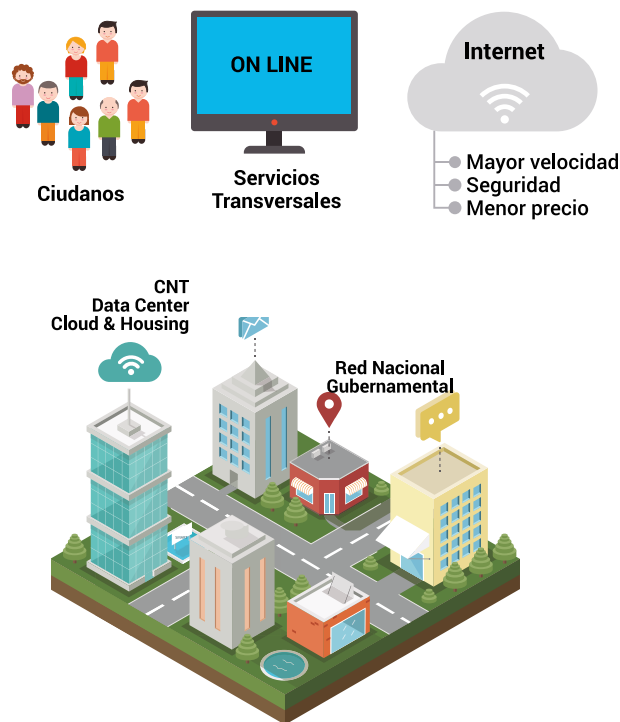 ON LINE
Internet
Ciudanos
Servicios
Transversales
Mayor velocidad
Seguridad
Menor precio
CNT
Data Center
Cloud & Housing
Red Nacional
Gubernamental